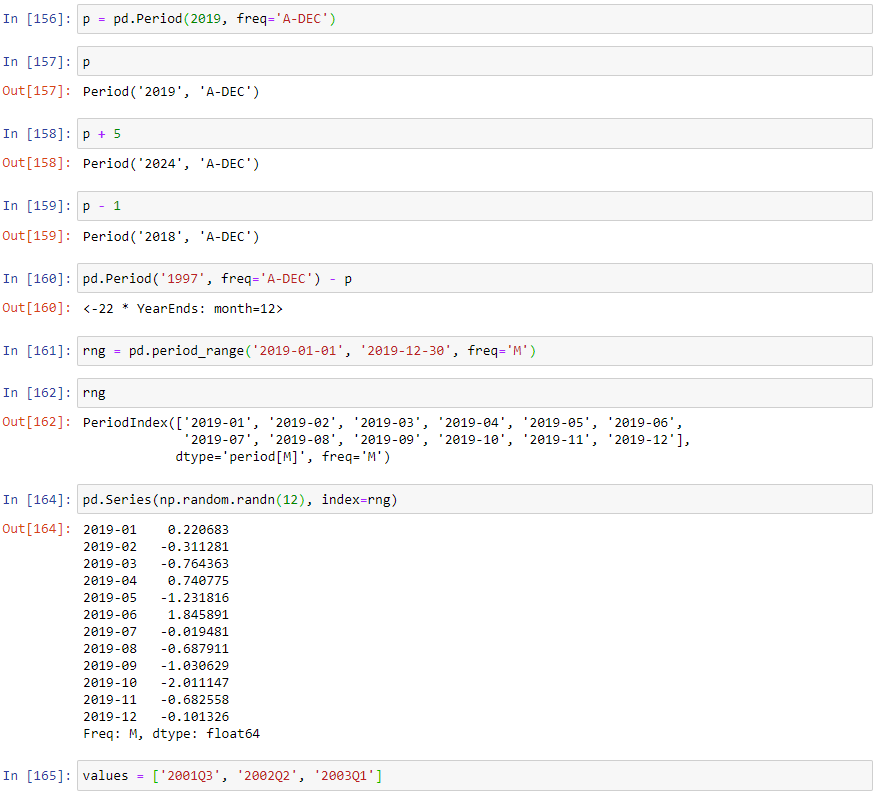 In [156]: p = pd.Period(2019, freq='A-DEC')
In [157]: p
Out[157]: Period('2019', 'A-DEC')
In [158]: p + 5
Out[158]: Period('2024', 'A-DEC')
In [159]: p - 1
Out[159]: Period('2018', 'A-DEC')
In [160]: pd.Period('1997', freq='A-DEC') - p
Out[160]: <-22 * YearEnds: month=12>
In [161]: rng = pd.period_range('2019-01-01', '2019-12-30', freq='M')
In [162]: rng
Out[162]: PeriodIndex(['2019-01', '2019-02', '2019-03', '2019-04', '2019-05', '2019-06',
'2019-07', '2019-08', '2019-09', '2019-10', '2019-11', '2019-12'],
dtype='period[M]', freq='M')
In [164]: pd.Series(np.random.randn(12), index=rng)
Out[164]: 2019-01    0.220683
2019-02   -0.311281
2019-03   -0.764363
2019-04    0.740775
2019-05   -1.231816
2019-06    1.845891
2019-07   -0.019481
2019-08   -0.687911
2019-09   -1.030629
2019-10   -2.011147
2019-11   -0.682558
2019-12   -0.101326
Freq: M, dtype: float64
In [165]: values = ['2001Q3', '2002Q2', '2003Q1']